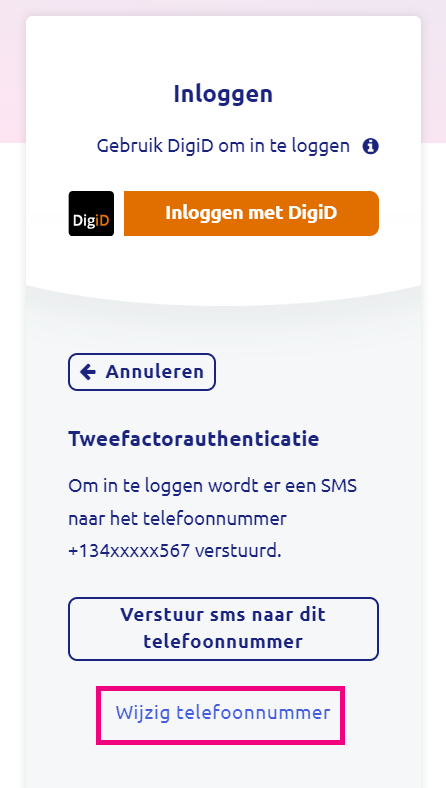 Inloggen
Gebruik DigiD om in te loggen
DigiD
Inloggen met DigiD
Annuleren
Tweefactorauthenticatie
Om in te loggen wordt er een SMS
naar het telefoonnummer
+134xxxxx567 verstuurd.
Verstuur sms naar dit
telefoonnummer
Wijzig telefoonnummer